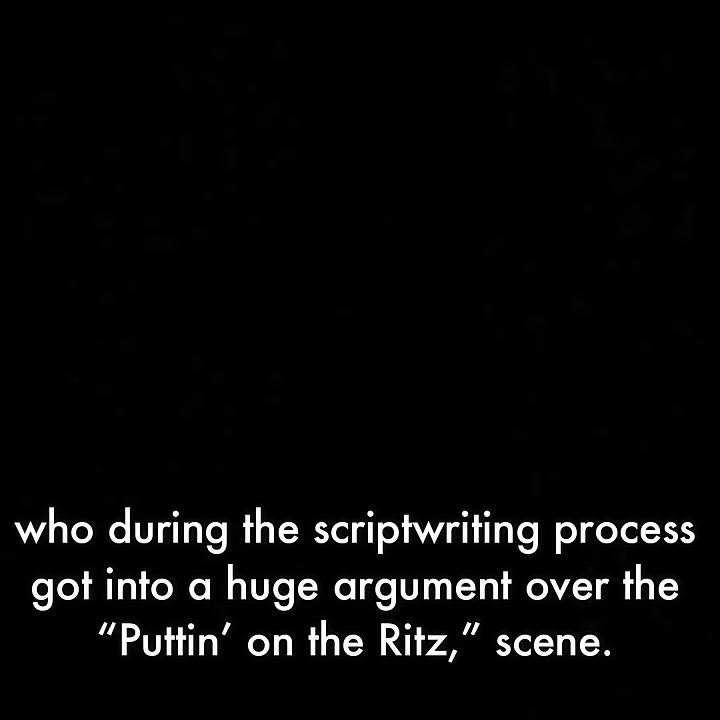 who during the scriptwriting process
got into a huge argument over the
“Puttin’ on the Ritz,” scene.